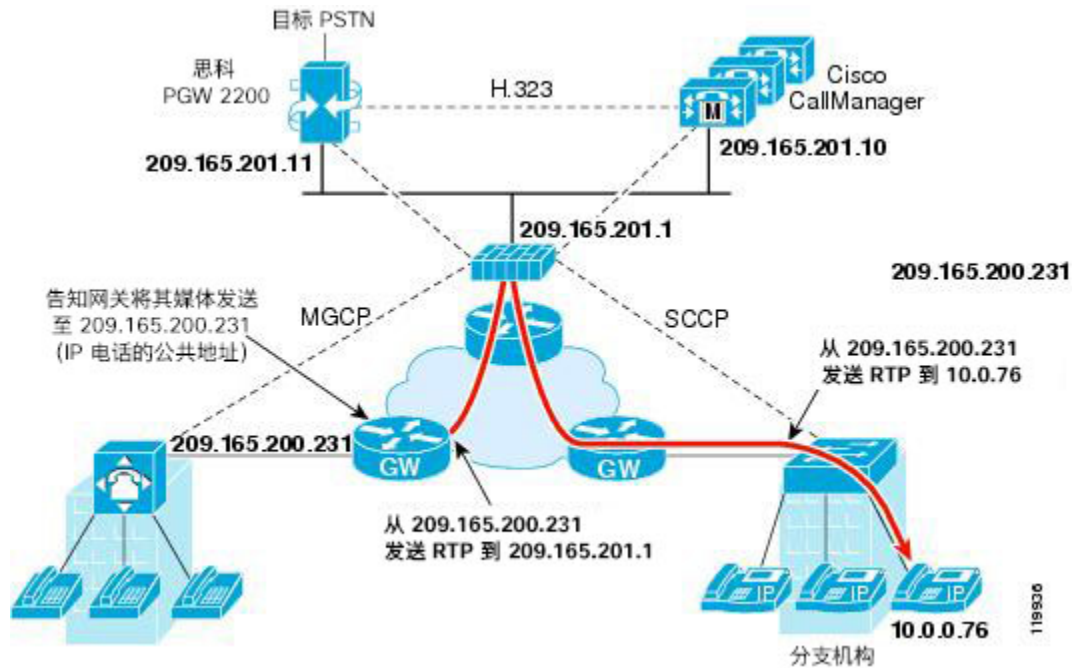 目标 PSTN
思科
PGW 2200
H.323
Cisco
CallManager
M
209.165.201.11
209.165.201.10
209.165.201.1
209.165.200.231
告知网关将其媒体发送
至 209.165.200.231
(IP 电话的公共地址)
MGCP
SCCP
从 209.165.200.231
发送 RTP 到 10.0.76
209.165.200.231
GW
GW
从 209.165.200.231
发送 RTP 到 209.165.201.1
IP
IP
IP
10.0.0.76
分支机构
119936